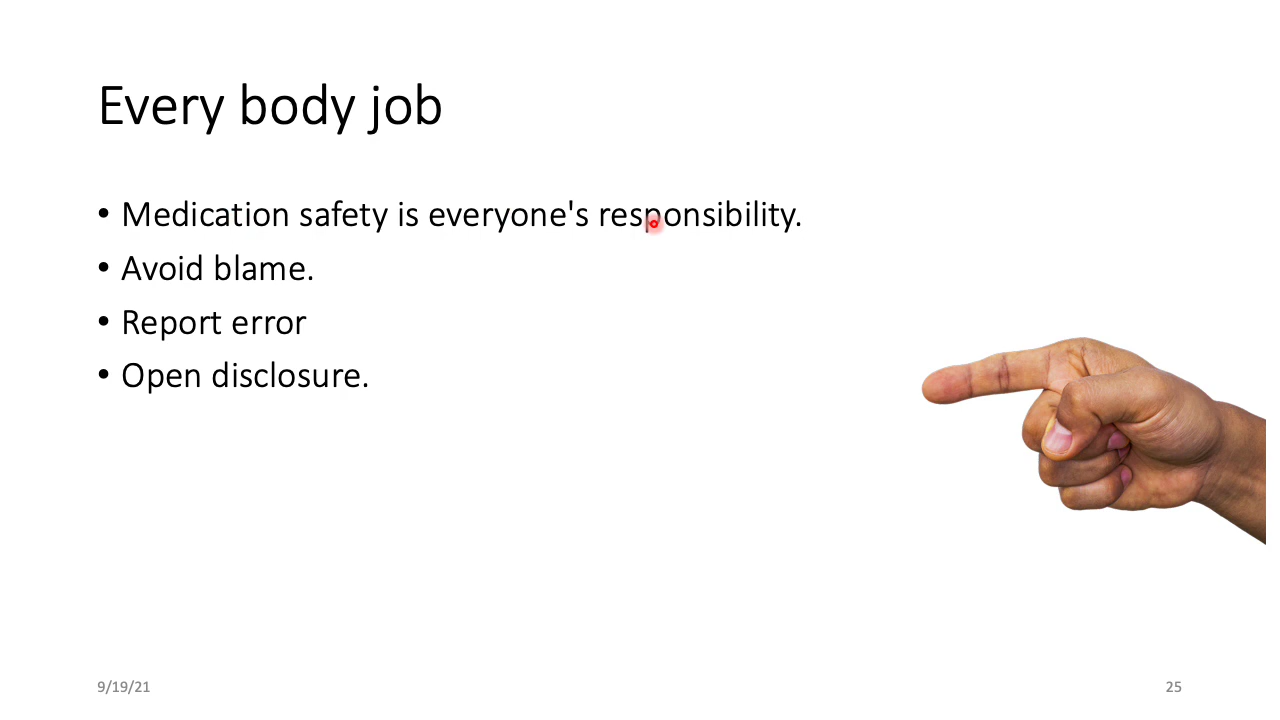 Every body job
• Medication safety is everyone's responsibility.
• Avoid blame.
• Report error
• Open disclosure.
9/19/21
25